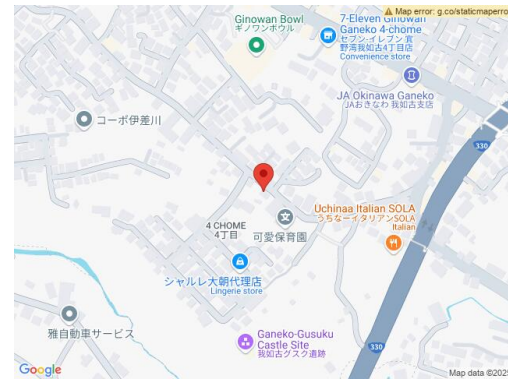 Map error: g.co/staticmaperro
Ginowan Bowl
ギノワンボウル
7-Eleven Ginowan
Ganeko 4-chome
セブン-イレブン 宜
野湾我如古4丁目店
Convenience store
JA Okinawa Ganeko
JAおきなわ 我如古支店
コーポ伊差川
330
Uchinaa Italian SOLA
うちなーイタリアンSOLA
Italian
4 CHOME
4丁目
可愛保育園
シャルレ大朝代理店
Lingerie store
雅自動車サービス
Ganeko-Gusuku
Castle Site
我如古グスク遺跡
330
Google
Map data ©2025